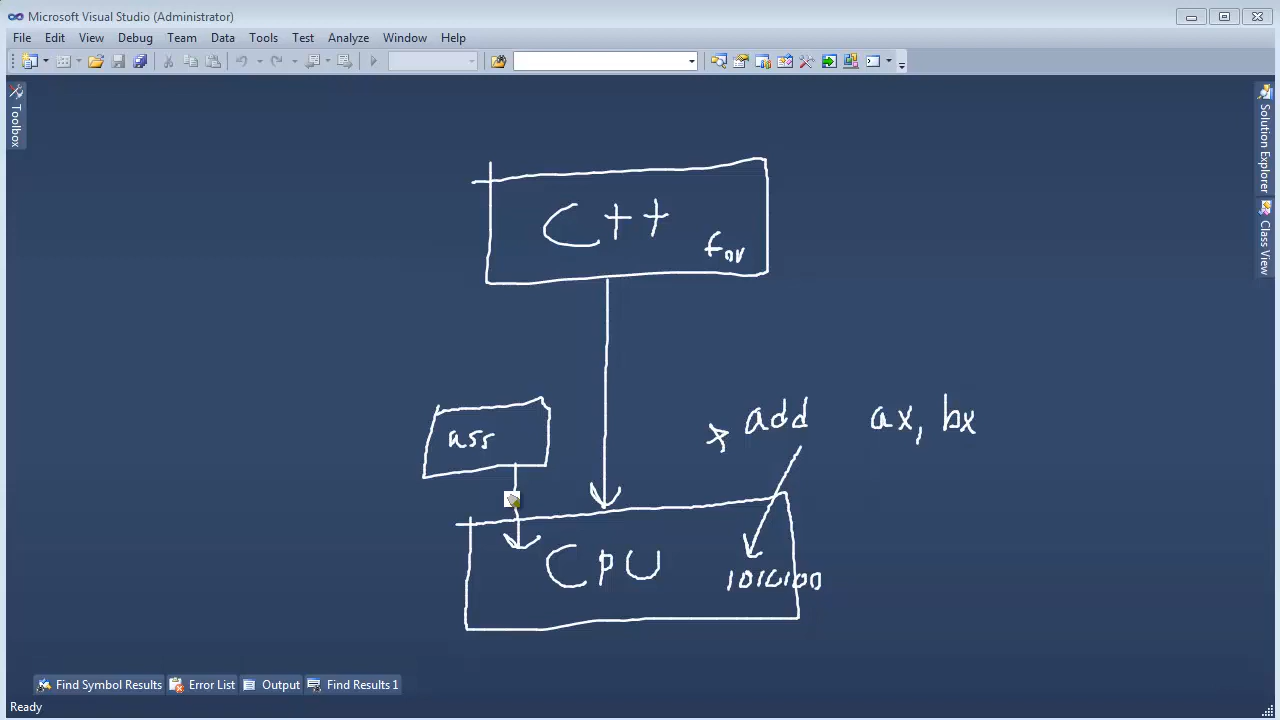 Microsoft Visual Studio (Administrator)
File Edit View Debug Team Data Tools Test Analyze Window Help
Toolbox
Solution Explorer
Class View
C++
for
ass
* add ax, bx
CPU
1010100
Find Symbol Results Error List Output Find Results 1
Ready